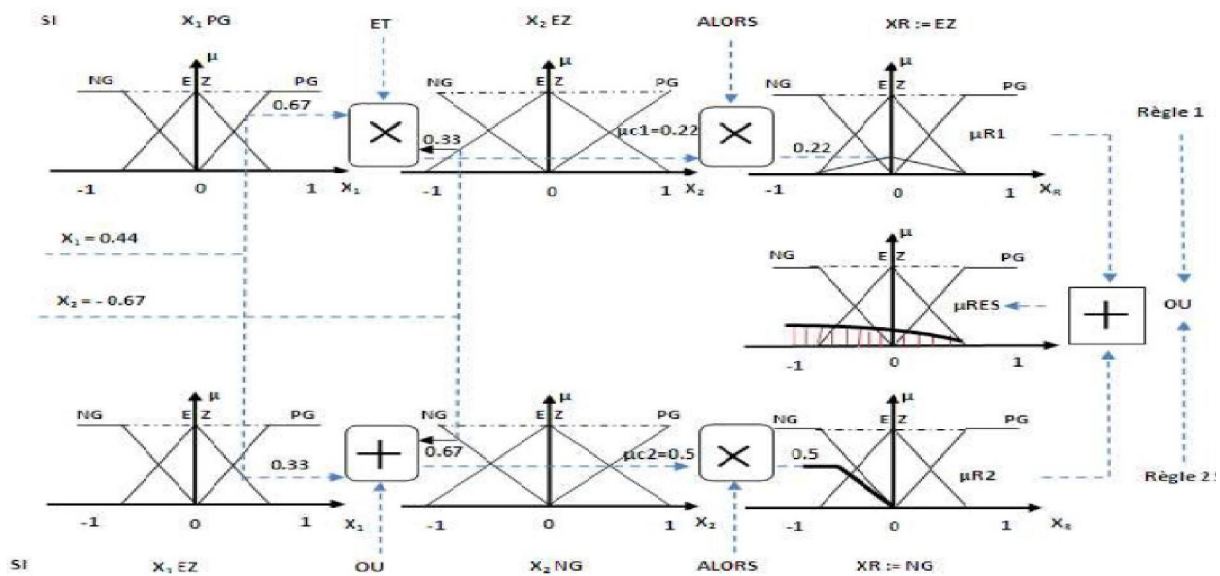 SI X₁ PG ET X₂ EZ ALORS XR := EZ
μ μ μ
NG E Z PG NG E Z PG NG E Z PG
0.67 0.33 μc1=0.22 0.22 μR1 Règle 1
-1 0 1 X₁ -1 0 1 X₂ -1 0 1 X_R
X₁ = 0.44
μ
NG E Z PG
X₂ = - 0.67
μRES OU
-1 0 1
μ μ μ
NG E Z PG NG E Z PG NG E Z PG
0.33 0.67 μc2=0.5 0.5 μR2 Règle 2
-1 0 1 X₁ -1 0 1 X₂ -1 0 1 X_R
SI X₁ EZ OU X₂ NG ALORS XR := NG